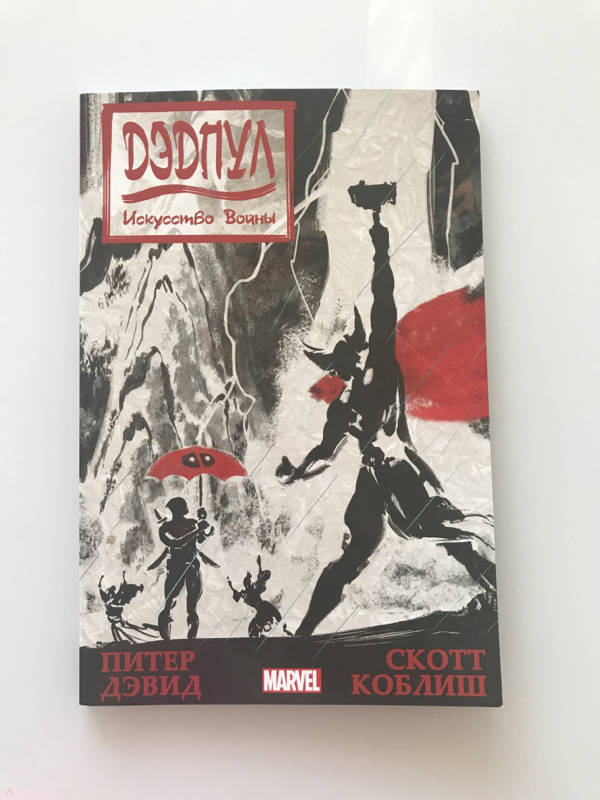 ДЭДПУЛ
Искусство Войны
ПИТЕР
ДЭВИД
MARVEL
СКОТТ
КОБЛИШ